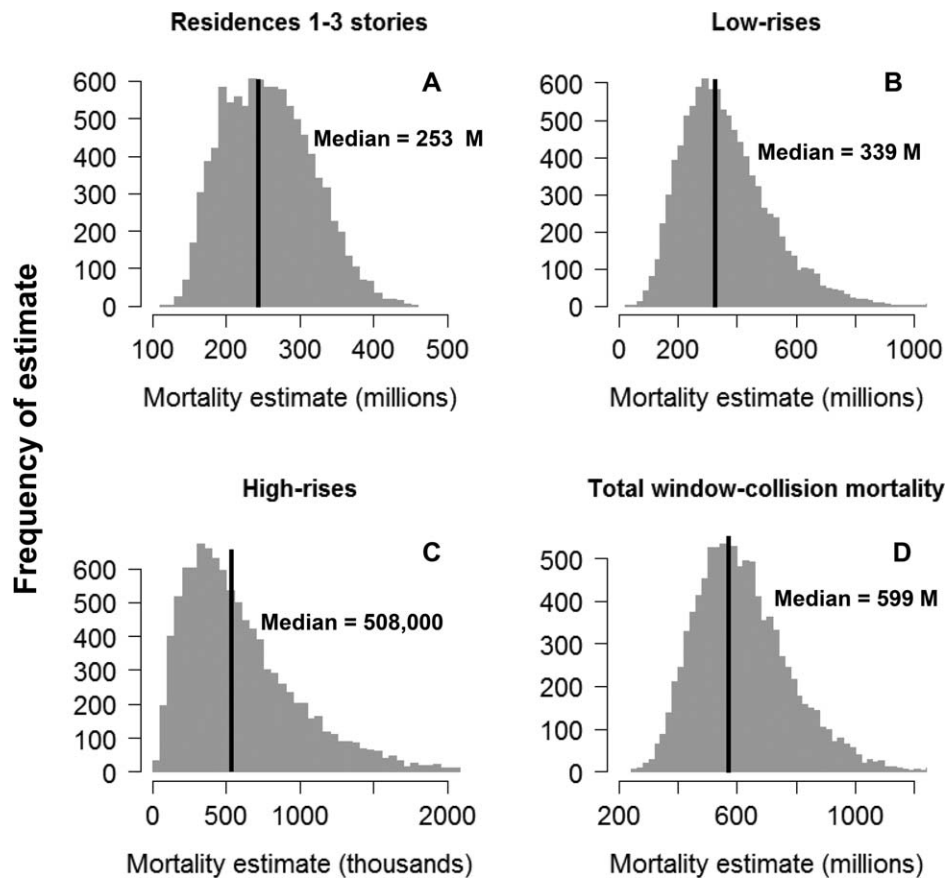 Frequency of estimate
Residences 1-3 stories
A
600
500
400
300
200
100
0
Median = 253 M
100 200 300 500
Mortality estimate (millions)
Low-rises
B
600
500
400
300
200
100
0
Median = 339 M
0 200 600 1000
Mortality estimate (millions)
High-rises
C
600
500
400
300
200
100
0
Median = 508,000
0 500 1000 2000
Mortality estimate (thousands)
Total window-collision mortality
D
500
400
300
200
100
0
Median = 599 M
200 600 1000
Mortality estimate (millions)